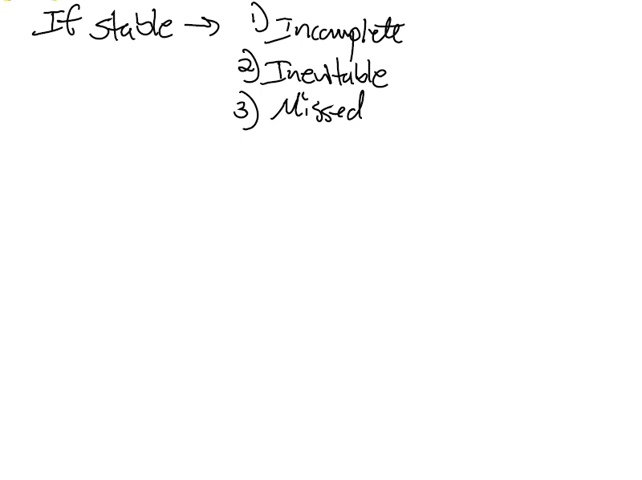 If stable → 1) Incomplete
2) Inevitable
3) Missed